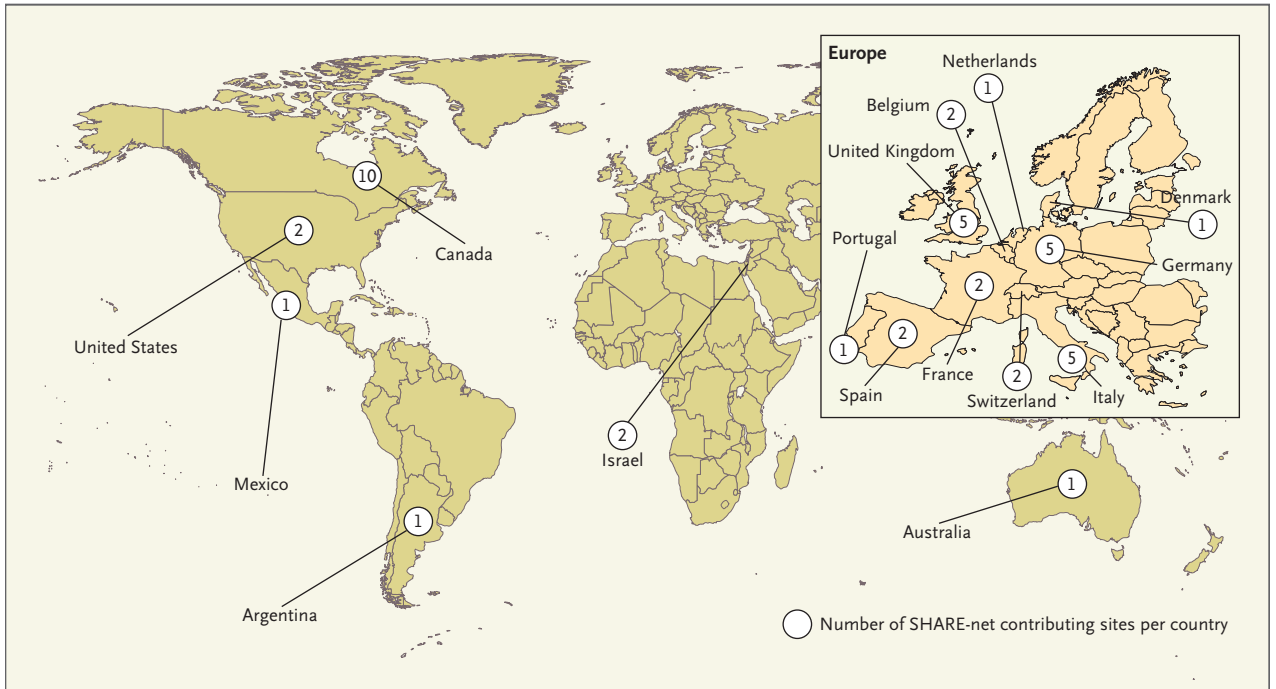 Europe
Netherlands
1
Belgium
2
United Kingdom
5
Denmark
1
Portugal
1
5
Germany
2
France
2
Spain
2
Switzerland
5
Italy
10
Canada
2
United States
1
Mexico
2
Israel
1
Australia
1
Argentina
Number of SHARE-net contributing sites per country